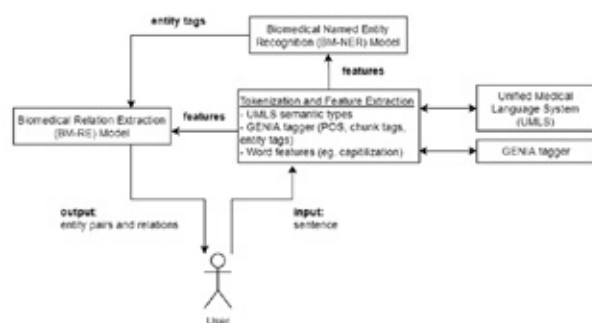 entity tags
Biomedical Named Entity
Recognition (BM-NER) Model
features
Tokenization and Feature Extraction
- UMLS semantic types
- GENIA tagger (POS, chunk tags,
entity tags)
- Word features (eg. capitilization)
Unified Medical
Language System
(UMLS)
GENIA tagger
features
Biomedical Relation Extraction
(BM-RE) Model
output:
entity pairs and relations
input:
sentence
User